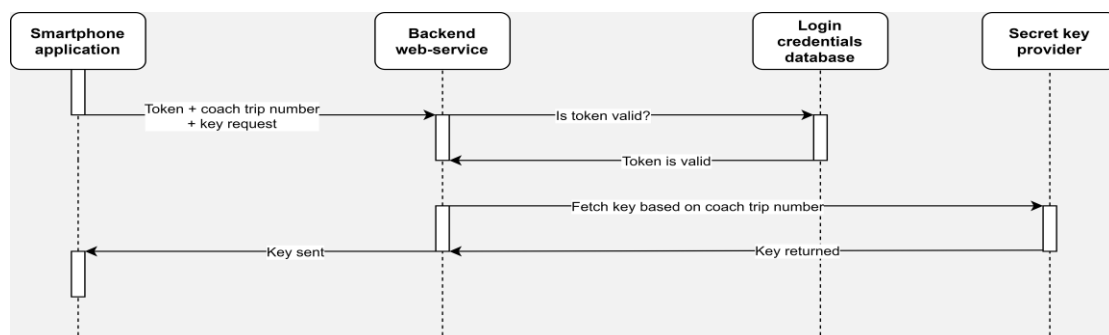 Smartphone
application
Backend
web-service
Login
credentials
database
Secret key
provider
Token + coach trip number
+ key request
Is token valid?
Token is valid
Fetch key based on coach trip number
Key sent
Key returned